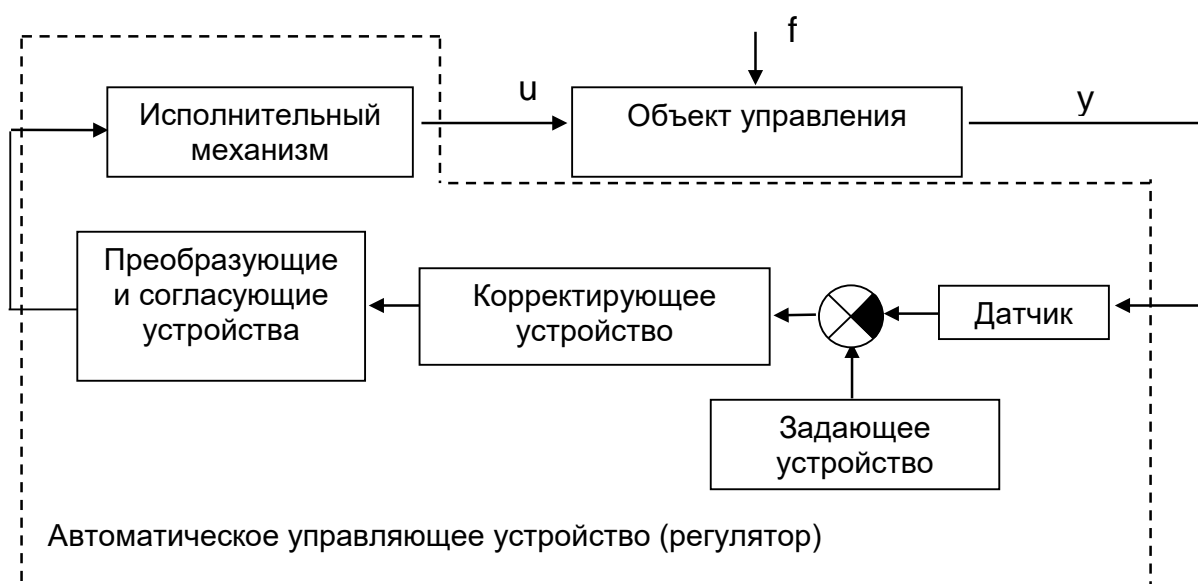 f
u
y
Исполнительный
механизм
Объект управления
Преобразующие
и согласующие
устройства
Корректирующее
устройство
Датчик
Задающее
устройство
Автоматическое управляющее устройство (регулятор)